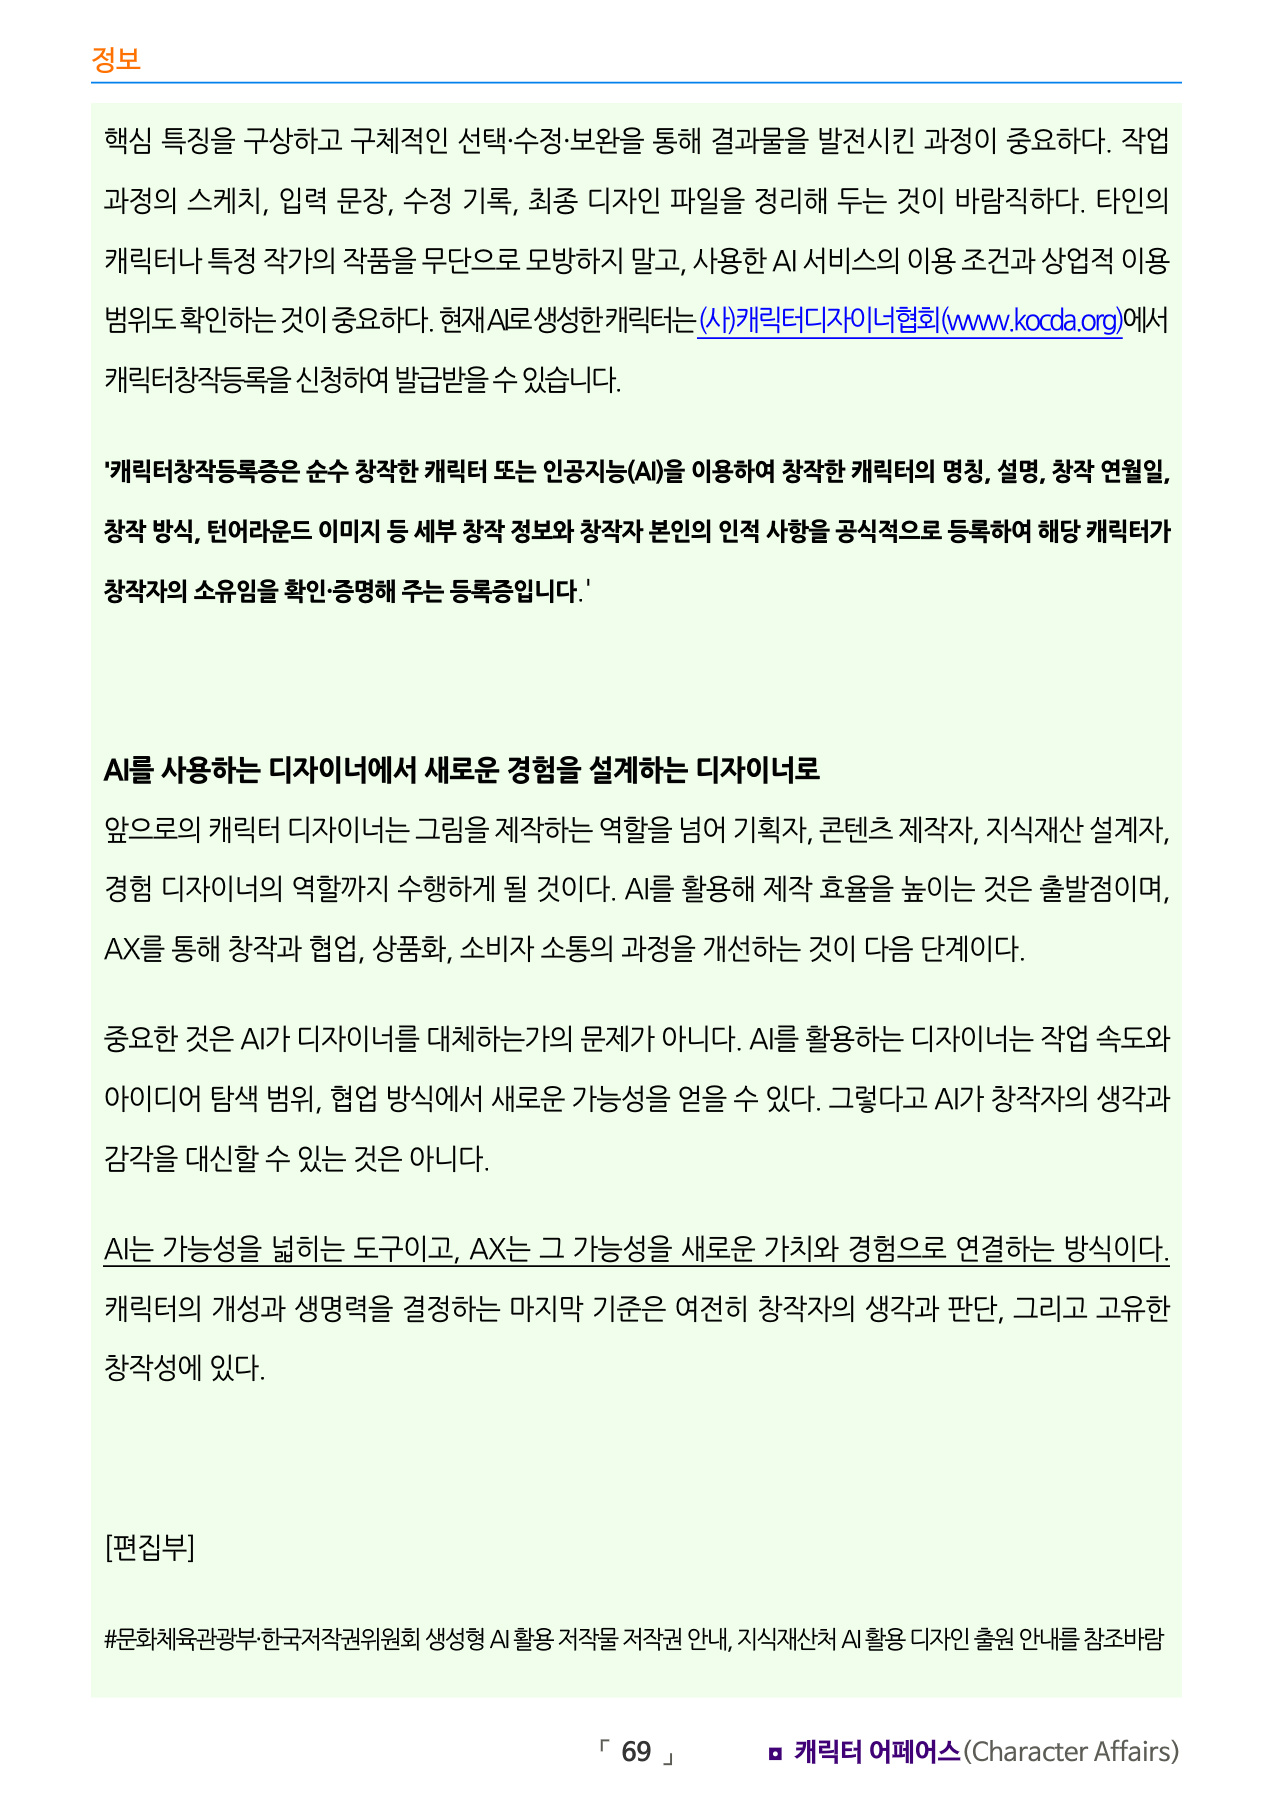 정보
핵심 특징을 구상하고 구체적인 선택·수정·보완을 통해 결과물을 발전시킨 과정이 중요하다. 작업
과정의 스케치, 입력 문장, 수정 기록, 최종 디자인 파일을 정리해 두는 것이 바람직하다. 타인의
캐릭터나 특정 작가의 작품을 무단으로 모방하지 말고, 사용한 AI 서비스의 이용 조건과 상업적 이용
범위도 확인하는 것이 중요하다. 현재 AI로 생성한 캐릭터는 (사)캐릭터디자이너협회(www.kocda.org)에서
캐릭터창작등록을 신청하여 발급받을 수 있습니다.
'캐릭터창작등록증은 순수 창작한 캐릭터 또는 인공지능(AI)을 이용하여 창작한 캐릭터의 명칭, 설명, 창작 연월일,
창작 방식, 턴어라운드 이미지 등 세부 창작 정보와 창작자 본인의 인적 사항을 공식적으로 등록하여 해당 캐릭터가
창작자의 소유임을 확인·증명해 주는 등록증입니다.'
AI를 사용하는 디자이너에서 새로운 경험을 설계하는 디자이너로
앞으로의 캐릭터 디자이너는 그림을 제작하는 역할을 넘어 기획자, 콘텐츠 제작자, 지식재산 설계자,
경험 디자이너의 역할까지 수행하게 될 것이다. AI를 활용해 제작 효율을 높이는 것은 출발점이며,
AX를 통해 창작과 협업, 상품화, 소비자 소통의 과정을 개선하는 것이 다음 단계이다.
중요한 것은 AI가 디자이너를 대체하는가의 문제가 아니다. AI를 활용하는 디자이너는 작업 속도와
아이디어 탐색 범위, 협업 방식에서 새로운 가능성을 얻을 수 있다. 그렇다고 AI가 창작자의 생각과
감각을 대신할 수 있는 것은 아니다.
AI는 가능성을 넓히는 도구이고, AX는 그 가능성을 새로운 가치와 경험으로 연결하는 방식이다.
캐릭터의 개성과 생명력을 결정하는 마지막 기준은 여전히 창작자의 생각과 판단, 그리고 고유한
창작성에 있다.
[편집부]
#문화체육관광부·한국저작권위원회 생성형 AI 활용 저작물 저작권 안내, 지식재산처 AI 활용 디자인 출원 안내를 참조바람
「 69 」
◘ 캐릭터 어페어스(Character Affairs)